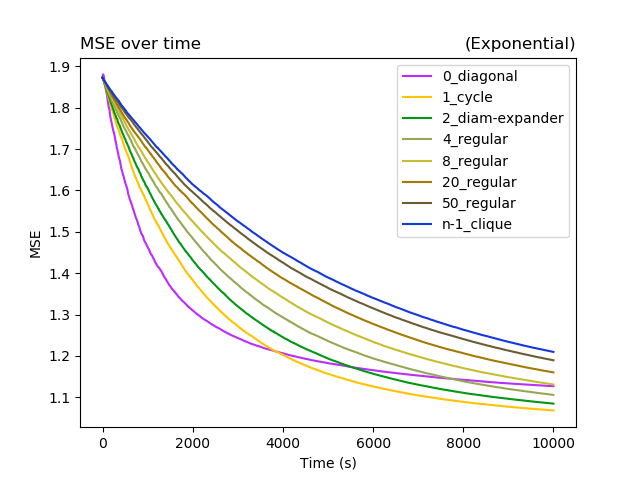 MSE over time (Exponential)
1.9
1.8
1.7
1.6
1.5
1.4
1.3
1.2
1.1
MSE
0_diagonal
1_cycle
2_diam-expander
4_regular
8_regular
20_regular
50_regular
n-1_clique
0 2000 4000 6000 8000 10000
Time (s)